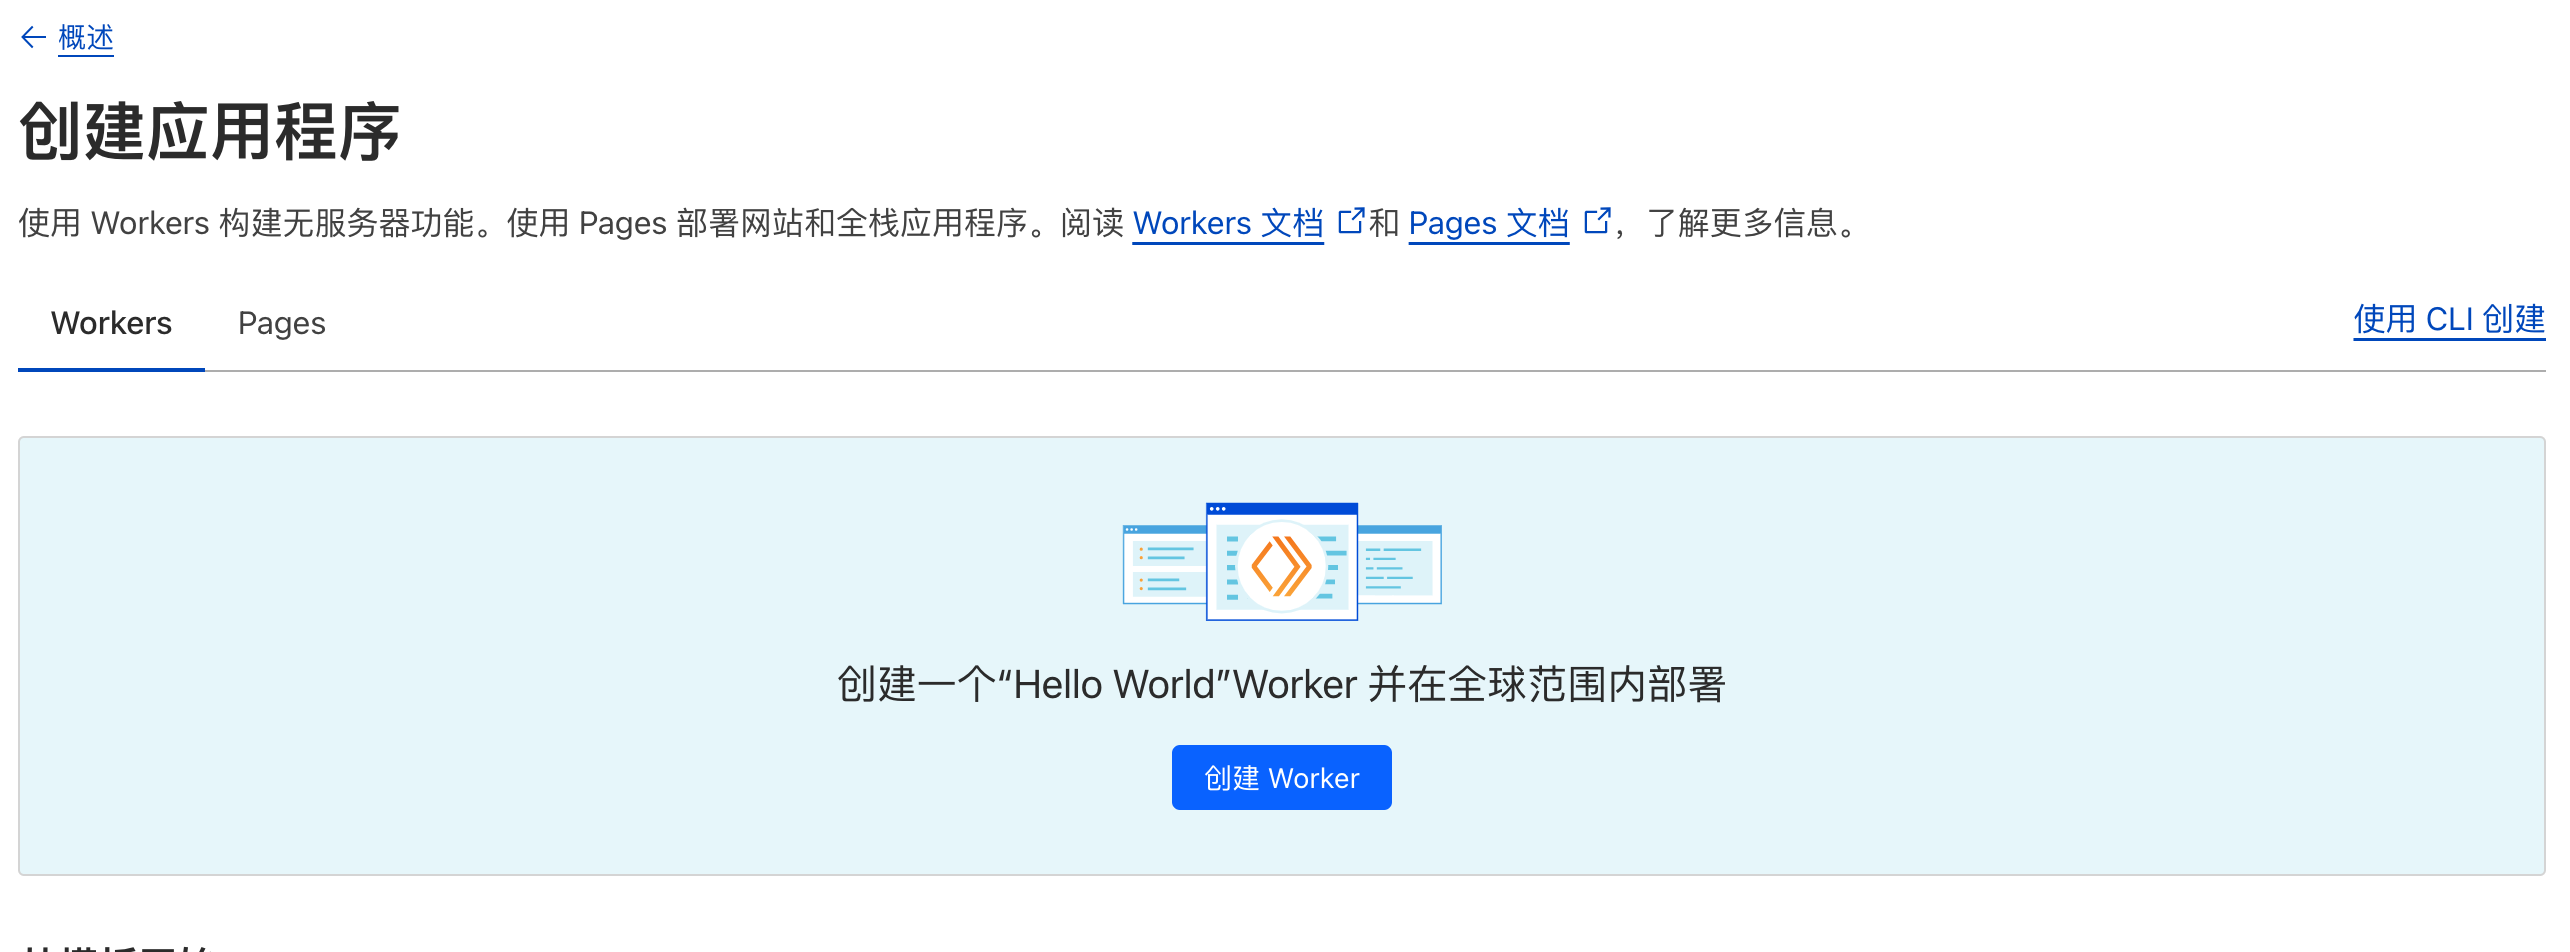 概述
创建应用程序
使用 Workers 构建无服务器功能。使用 Pages 部署网站和全栈应用程序。阅读 Workers 文档 和 Pages 文档 ，了解更多信息。
Workers Pages 使用 CLI 创建
创建一个“Hello World”Worker 并在全球范围内部署
创建 Worker